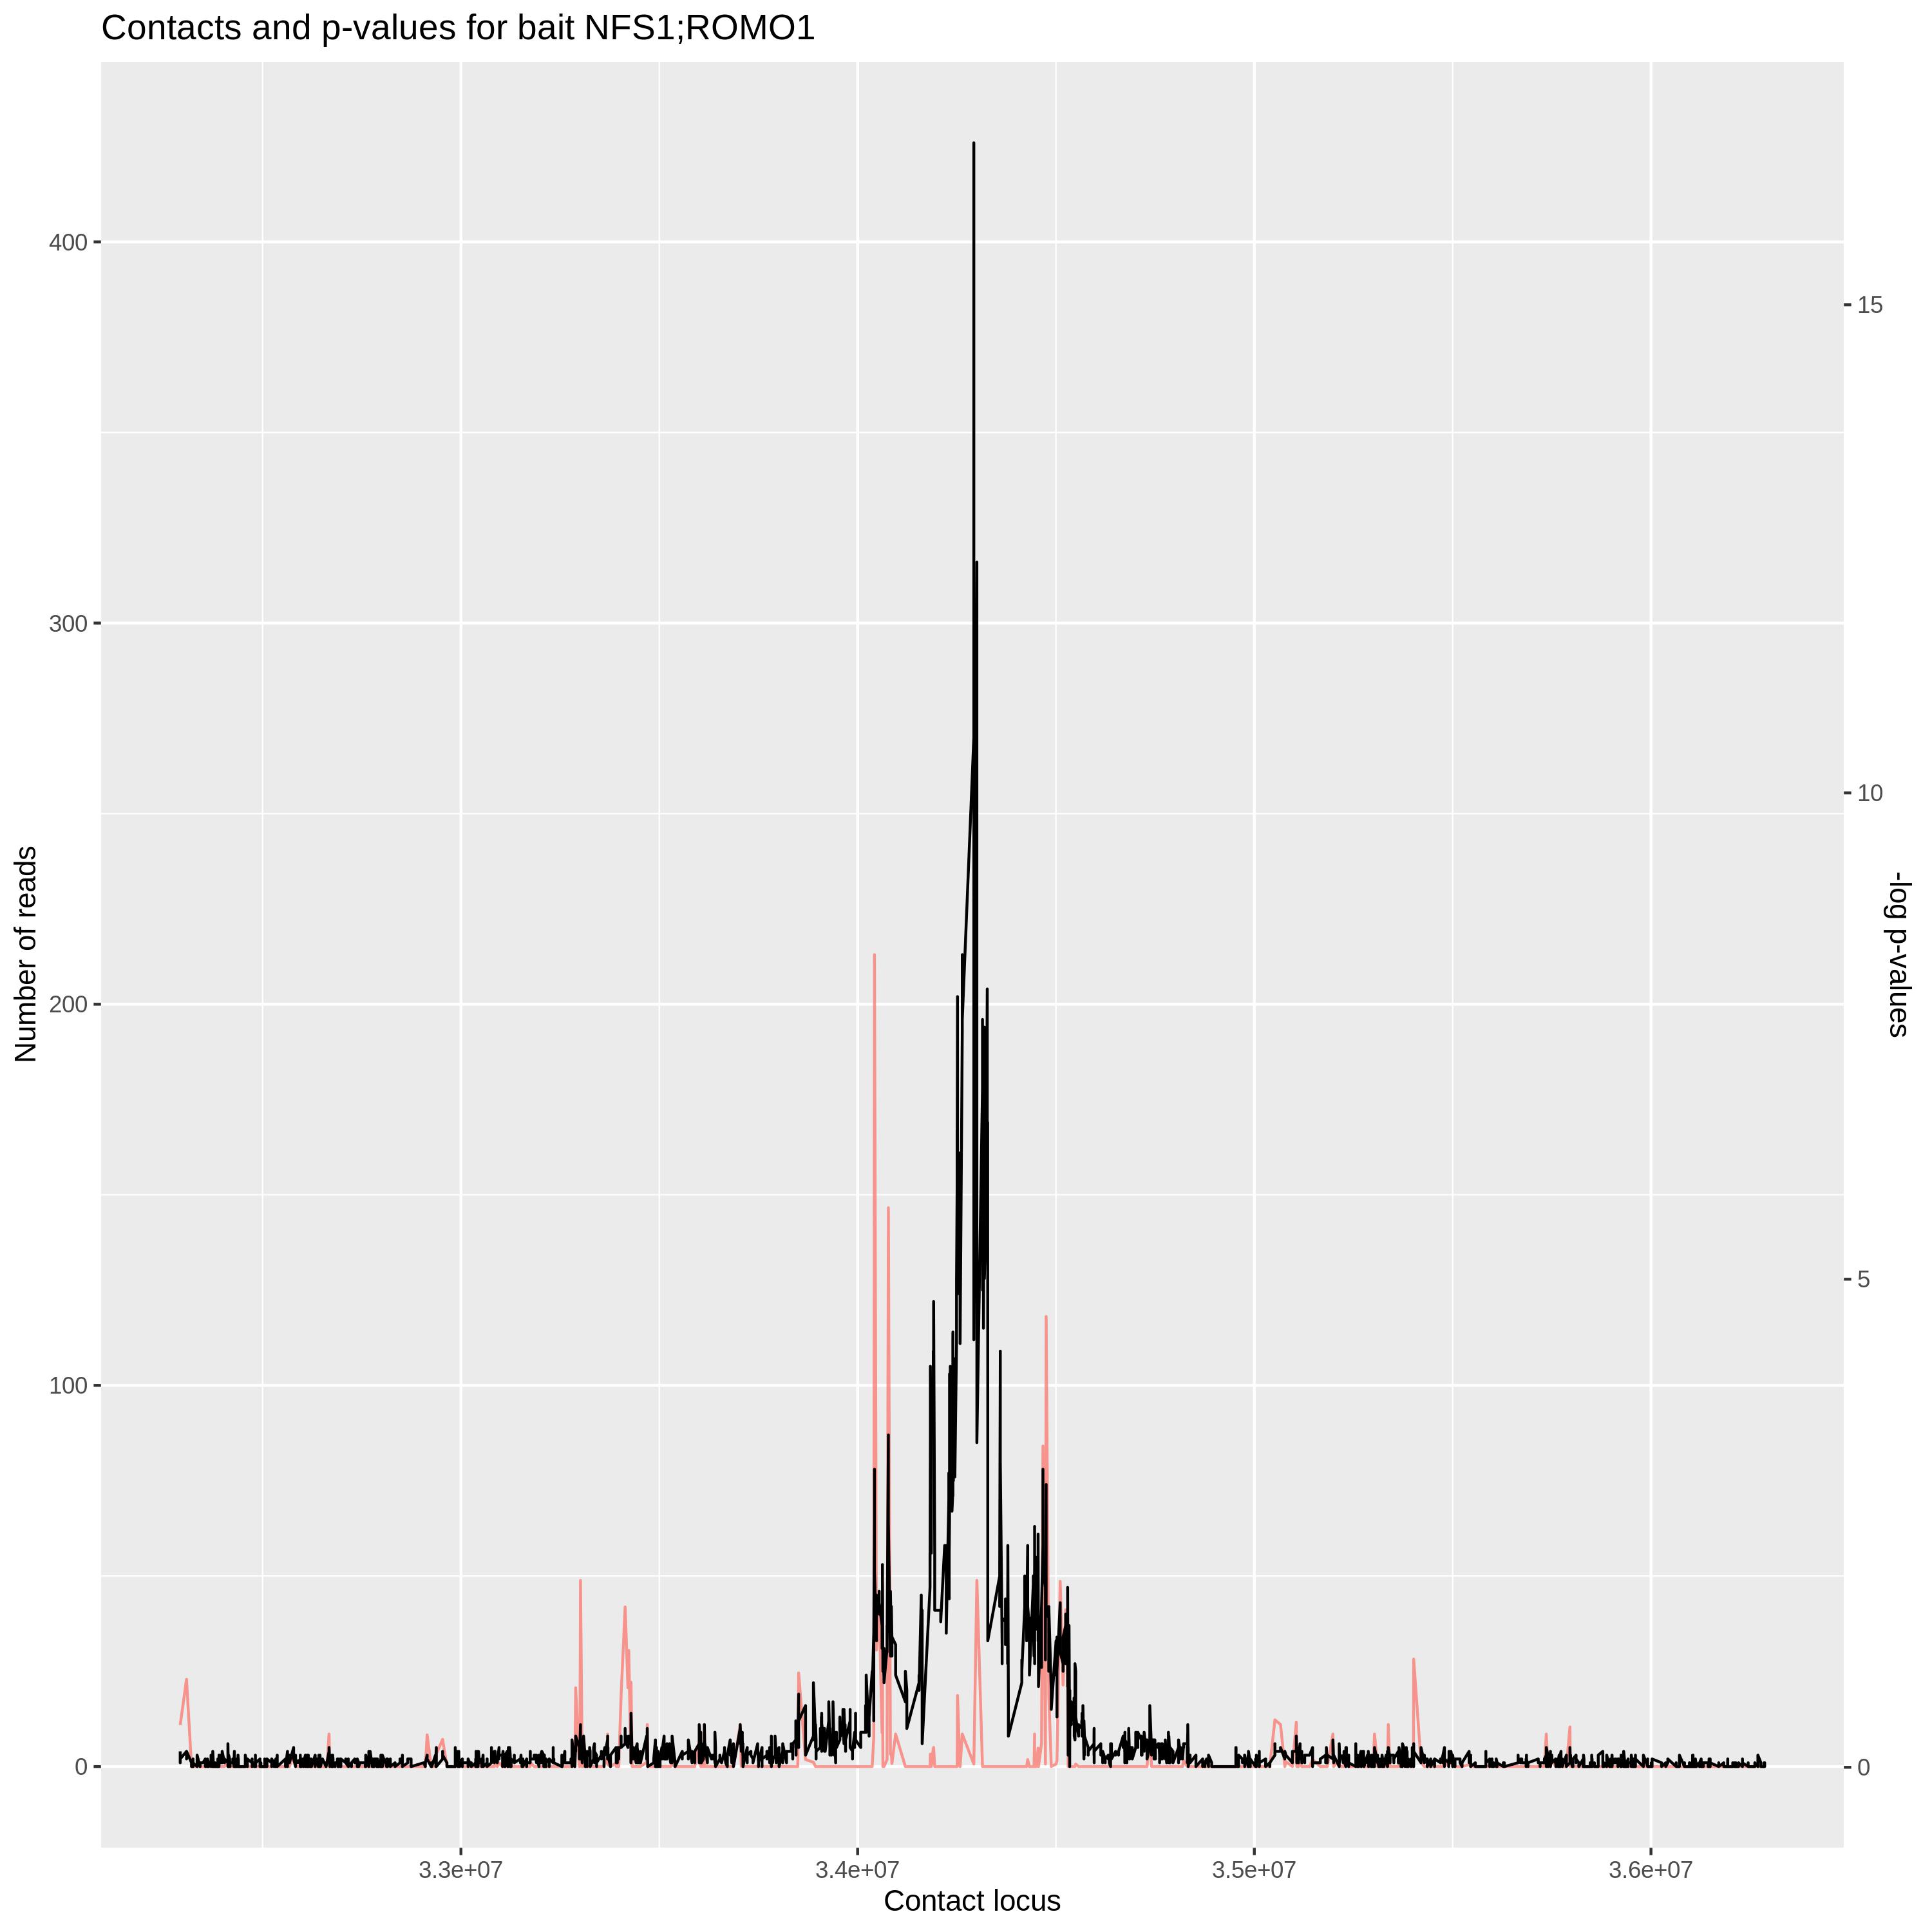 Contacts and p-values for bait NFS1;ROMO1
400
300
200
100
0
Number of reads
15
10
5
0
-log p-values
3.3e+07
3.4e+07
3.5e+07
3.6e+07
Contact locus